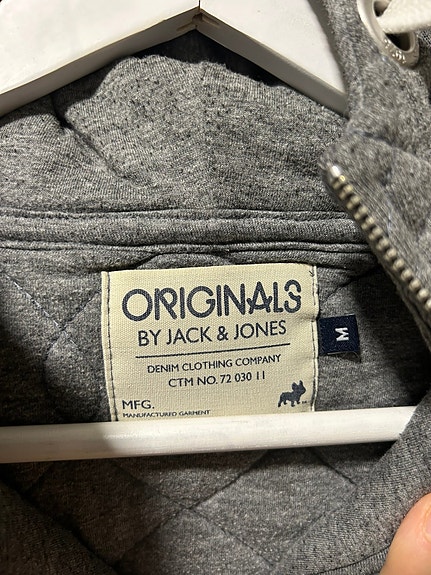 ORIGINALS
BY JACK & JONES
DENIM CLOTHING COMPANY
CTM NO. 72 030 11
MFG.
MANUFACTURED GARMENT
M